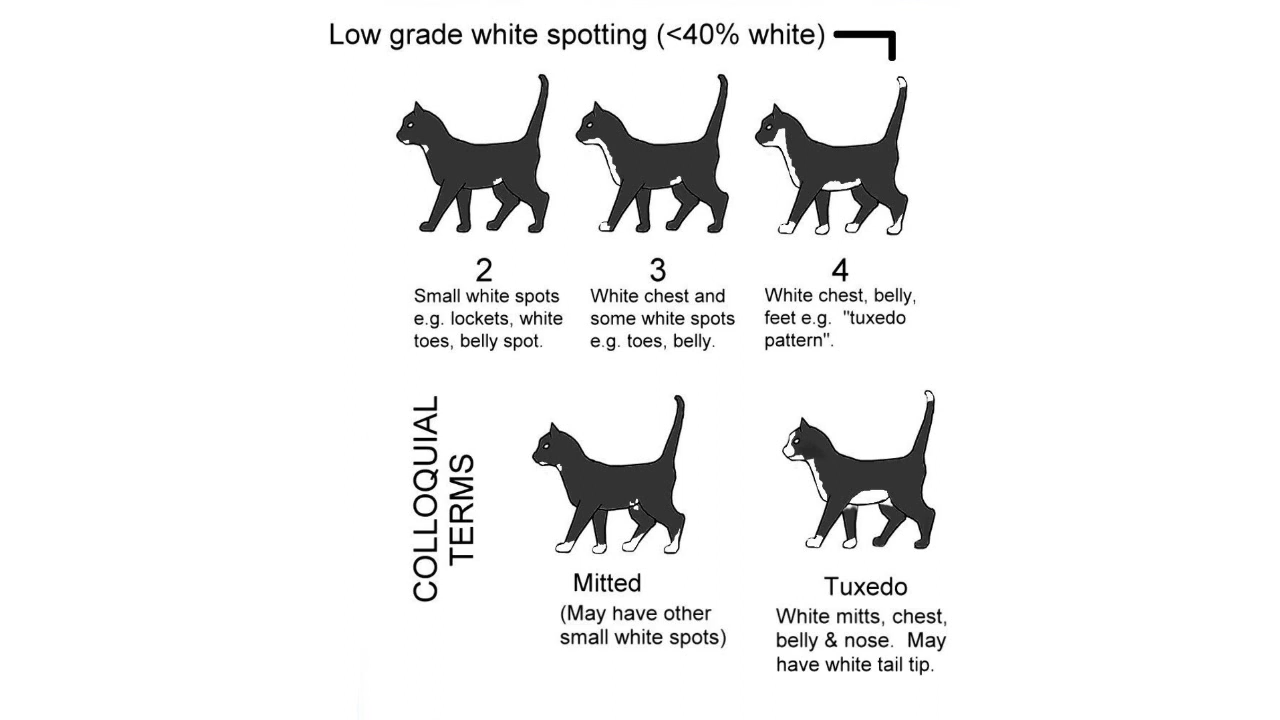 Low grade white spotting (<40% white)
2
Small white spots
e.g. lockets, white
toes, belly spot.
3
White chest and
some white spots
e.g. toes, belly.
4
White chest, belly,
feet e.g. "tuxedo
pattern".
COLLOQUIAL
TERMS
Mitted
(May have other
small white spots)
Tuxedo
White mitts, chest,
belly & nose. May
have white tail tip.